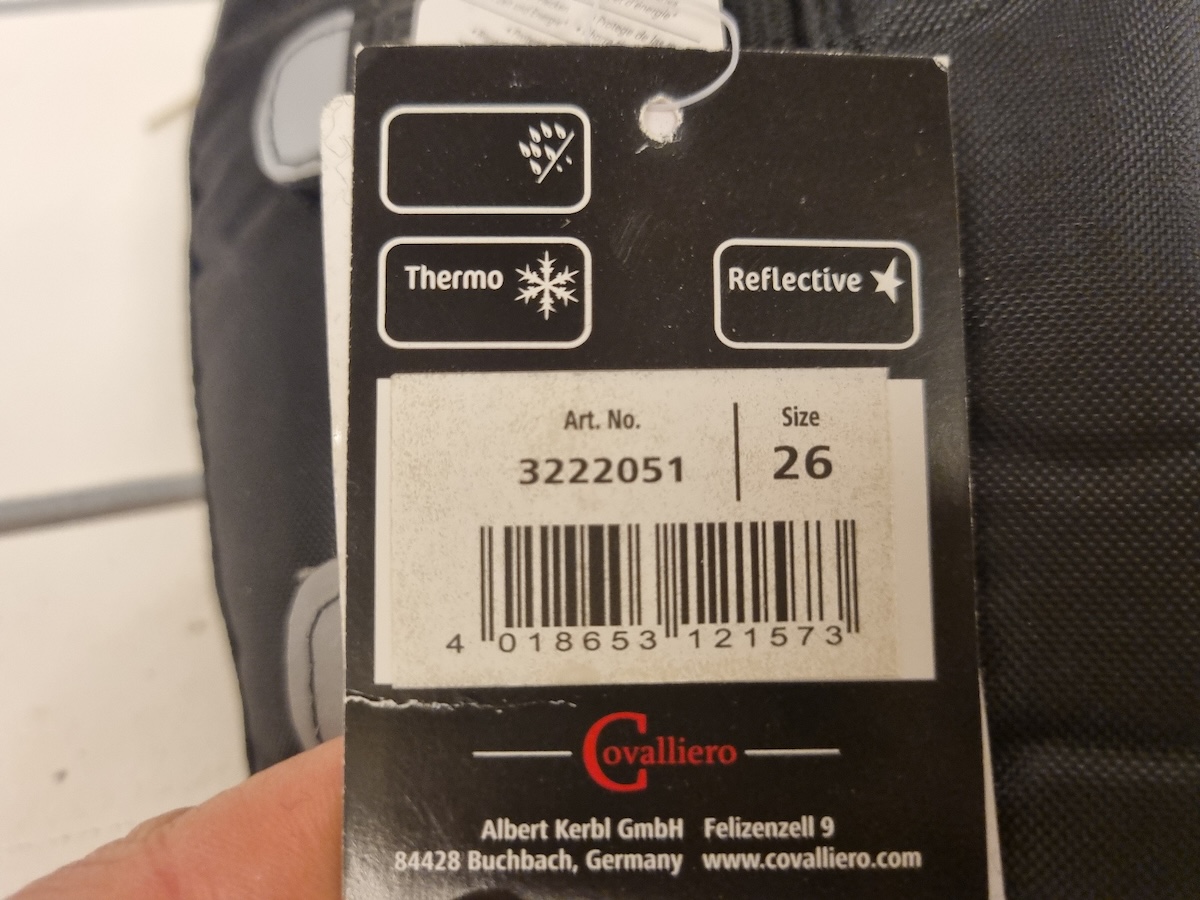 Thermo
Reflective
Art. No.
Size
3222051
26
4 018653 121573
Covalliero
Albert Kerbl GmbH Felizenzell 9
84428 Buchbach, Germany www.covalliero.com